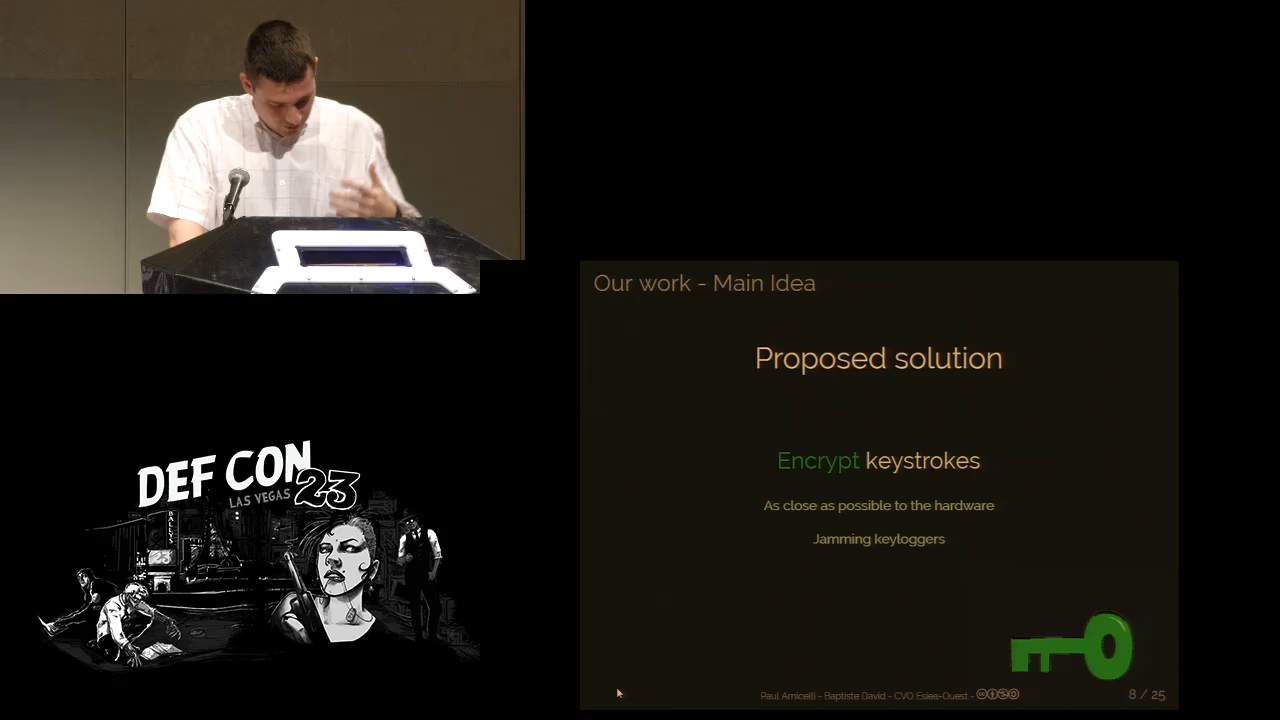 Our work - Main Idea
Proposed solution
Encrypt keystrokes
As close as possible to the hardware
Jamming keyloggers
Paul Amicelli - Baptiste David - CVO Esiea-Ouest -
8 / 25
DEF CON
LAS VEGAS 23
BALLYS